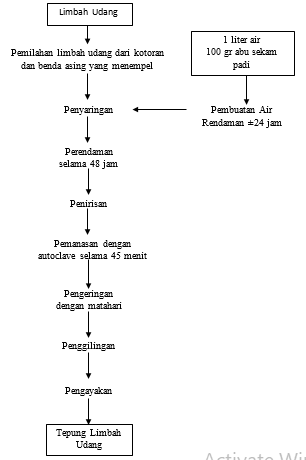 Limbah Udang
Pemilahan limbah udang dari kotoran
dan benda asing yang menempel
1 liter air
100 gr abu sekam
padi
Penyaringan
Pembuatan Air
Rendaman ±24 jam
Perendaman
selama 48 jam
Penirisan
Pemanasan dengan
autoclave selama 45 menit
Pengeringan
dengan matahari
Penggilingan
Pengayakan
Tepung Limbah
Udang
Activate